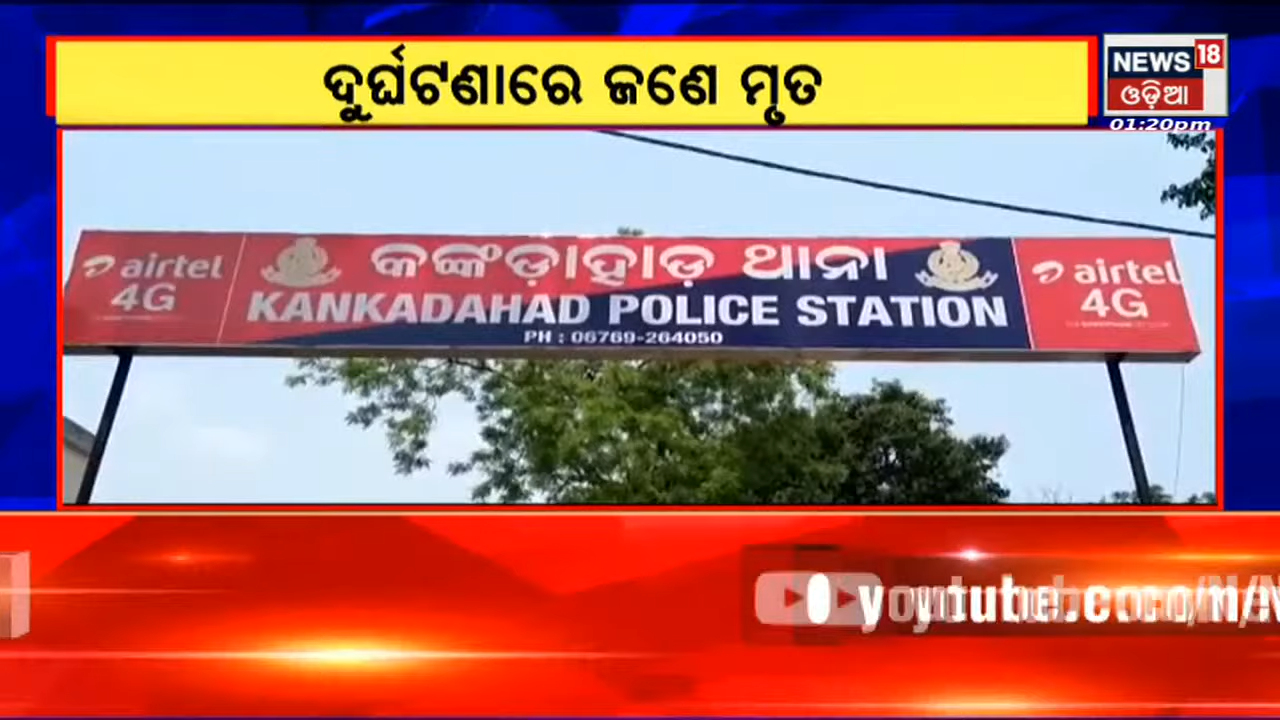 ଦୁର୍ଘଟଣାରେ ଜଣେ ମୃତ
NEWS 18
ଓଡ଼ିଆ
01:20pm
airtel
4G
କଙ୍କଡ଼ାହାଡ଼ ଥାନା
KANKADAHAD POLICE STATION
PH : 06769-264050
airtel
4G